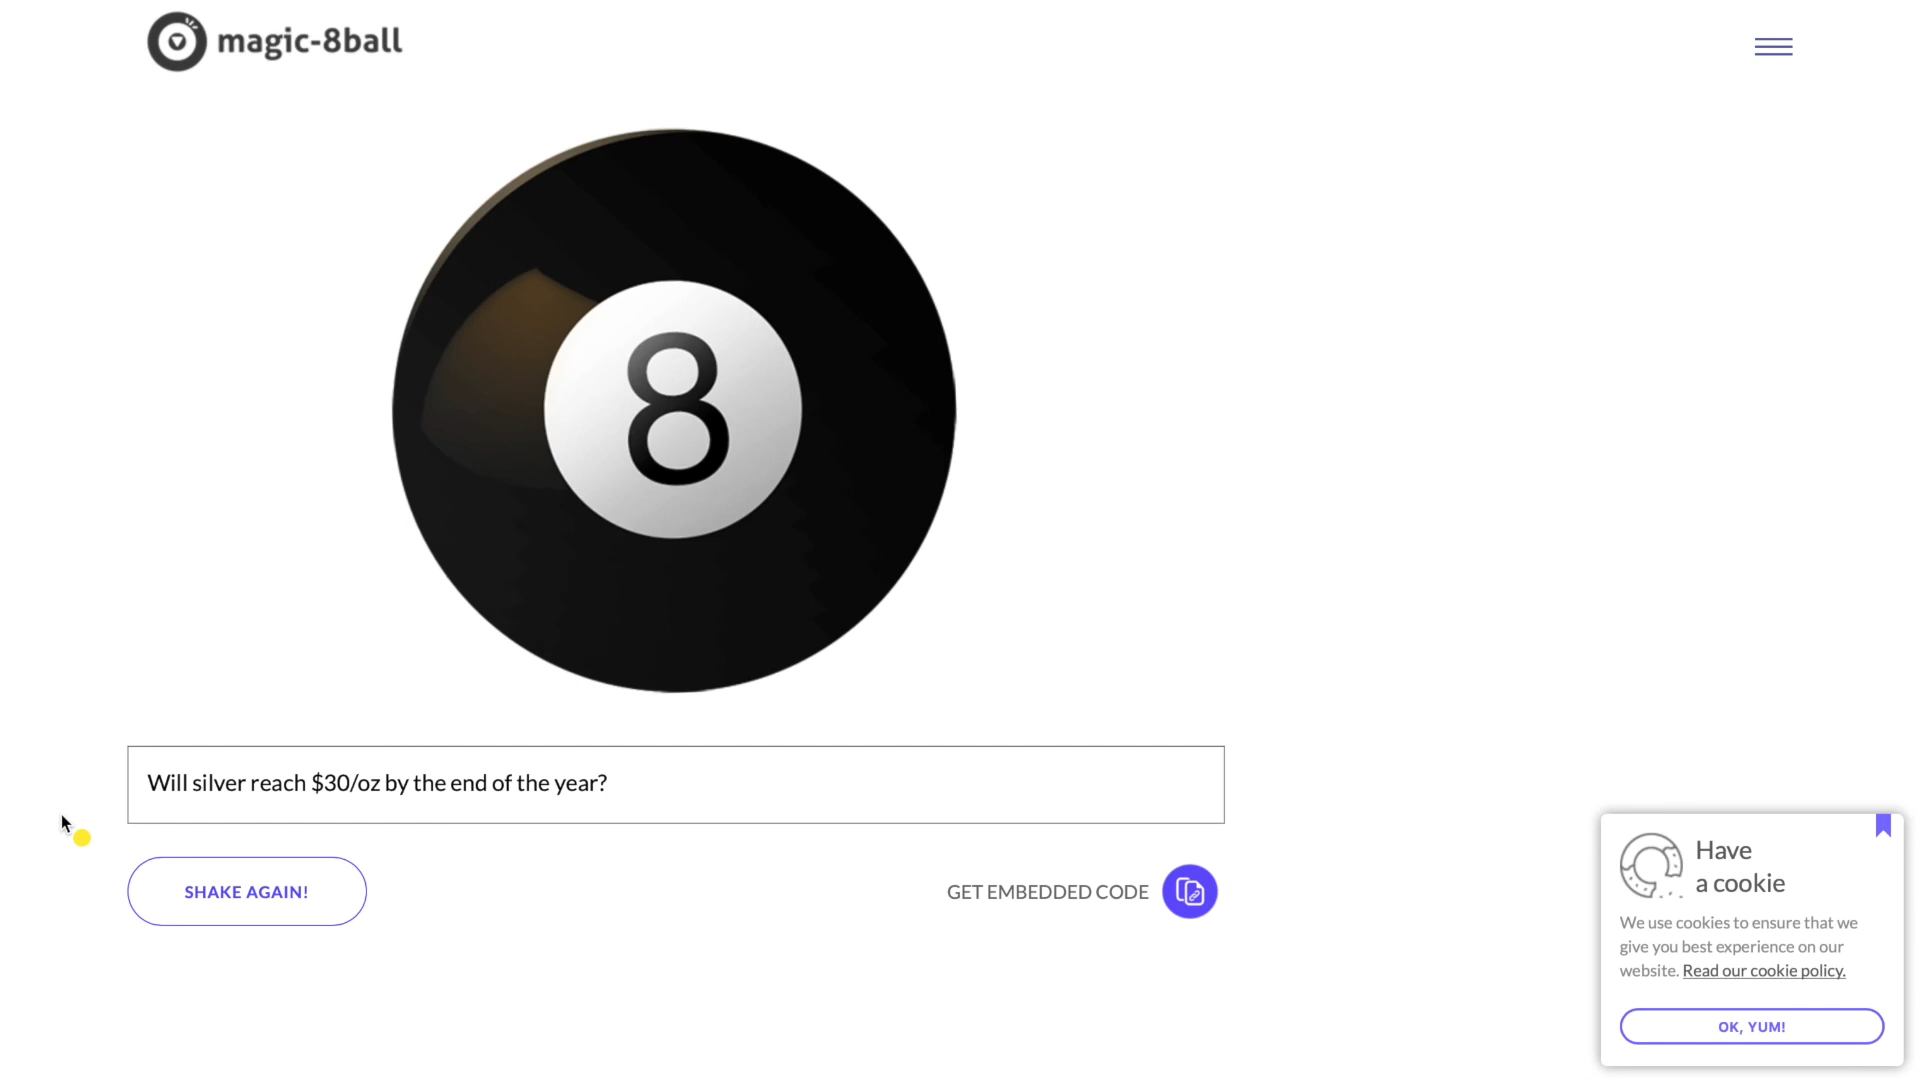 magic-8ball
8
Will silver reach $30/oz by the end of the year?
SHAKE AGAIN!
GET EMBEDDED CODE
Have
a cookie
We use cookies to ensure that we
give you best experience on our
website. Read our cookie policy.
OK, YUM!